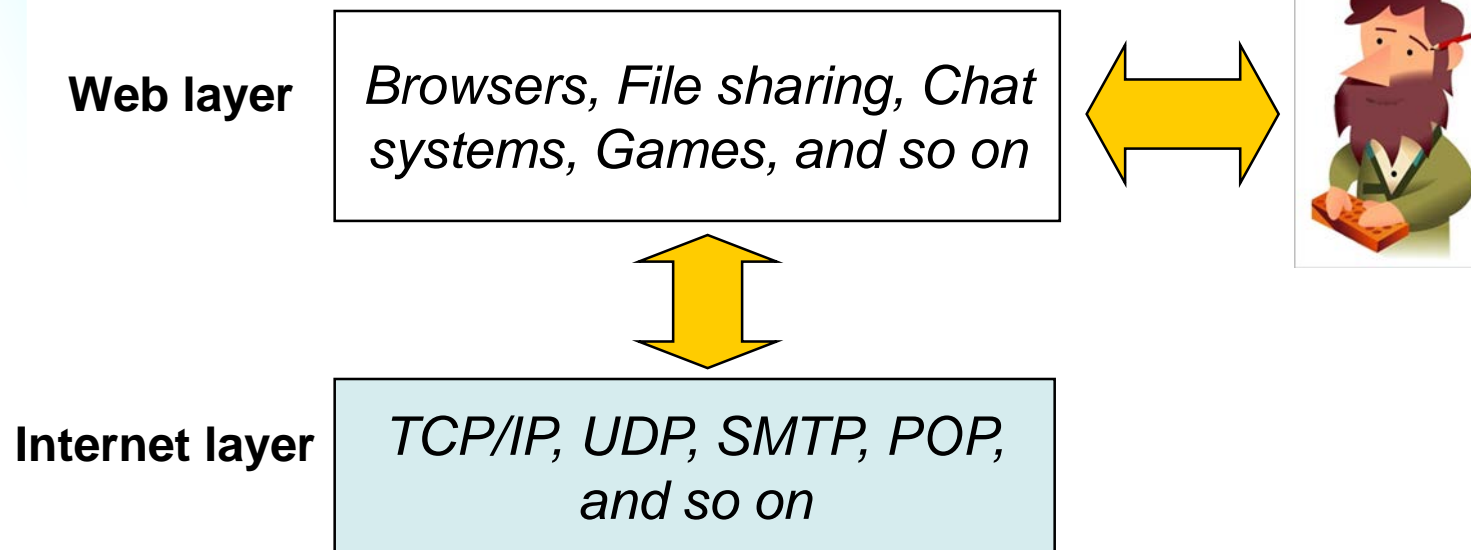 Web layer
Browsers, File sharing, Chat
systems, Games, and so on
Internet layer
TCP/IP, UDP, SMTP, POP,
and so on